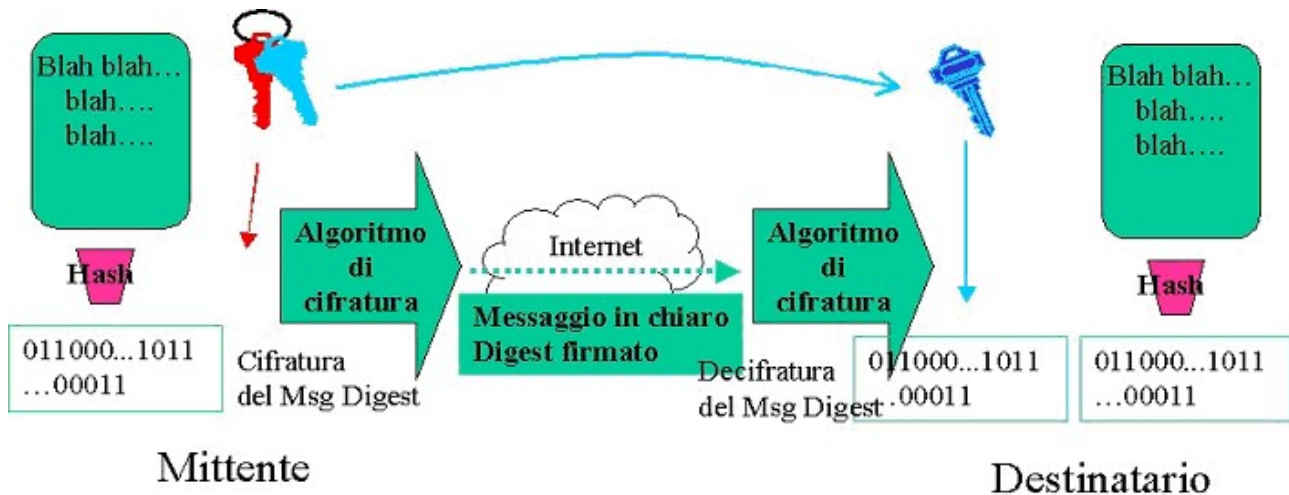 Blah blah…
blah….
blah….
Hash
011000...1011
…00011
Cifratura
del Msg Digest
Algoritmo
di
cifratura
Internet
Messaggio in chiaro
Digest firmato
Algoritmo
di
cifratura
Decifratura
del Msg Digest
011000...1011
…00011
Blah blah…
blah….
blah….
Hash
011000...1011
…00011
Mittente
Destinatario